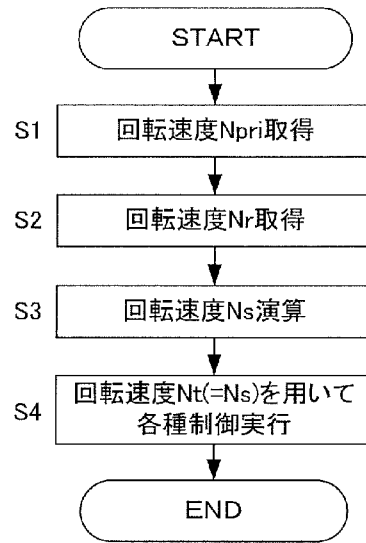 START
S1 回転速度Npri取得
S2 回転速度Nr取得
S3 回転速度Ns演算
S4 回転速度Nt(=Ns)を用いて
各種制御実行
END